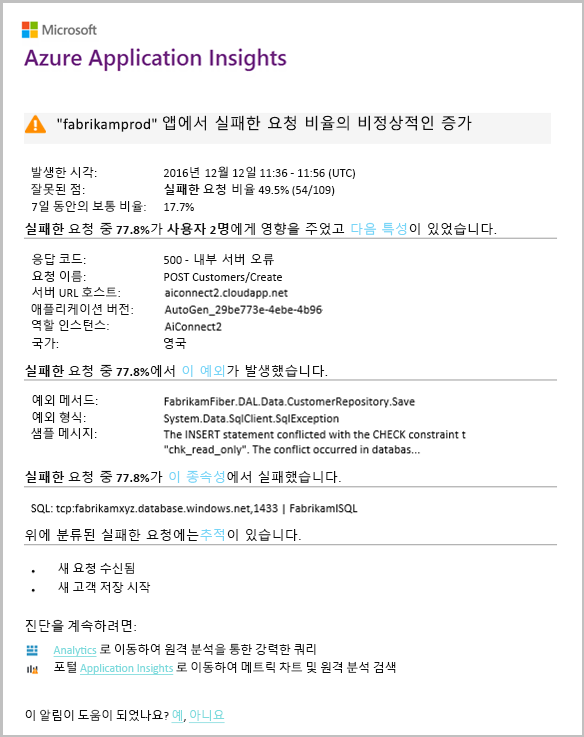 Microsoft
Azure Application Insights
"fabrikamprod" 앱에서 실패한 요청 비율의 비정상적인 증가
발생한 시각: 2016년 12월 12일 11:36 - 11:56 (UTC)
잘못된 점: 실패한 요청 비율 49.5% (54/109)
7일 동안의 보통 비율: 17.7%
실패한 요청 중 77.8%가 사용자 2명에게 영향을 주었고 다음 특성이 있었습니다.
응답 코드: 500 - 내부 서버 오류
요청 이름: POST Customers/Create
서버 URL 호스트: aiconnect2.cloudapp.net
애플리케이션 버전: AutoGen_29be773e-4ebe-4b96
역할 인스턴스: AiConnect2
국가: 영국
실패한 요청 중 77.8%에서 이 예외가 발생했습니다.
예외 메서드: FabrikamFiber.DAL.Data.CustomerRepository.Save
예외 형식: System.Data.SqlClient.SqlException
샘플 메시지: The INSERT statement conflicted with the CHECK constraint t
"chk_read_only". The conflict occurred in databas...
실패한 요청 중 77.8%가 이 종속성에서 실패했습니다.
SQL: tcp:fabrikamxyz.database.windows.net,1433 | FabrikamISQL
위에 분류된 실패한 요청에는추적이 있습니다.
• 새 요청 수신됨
• 새 고객 저장 시작
진단을 계속하려면:
Analytics 로 이동하여 원격 분석을 통한 강력한 쿼리
포털 Application Insights 로 이동하여 메트릭 차트 및 원격 분석 검색
이 알림이 도움이 되었나요? 예, 아니요